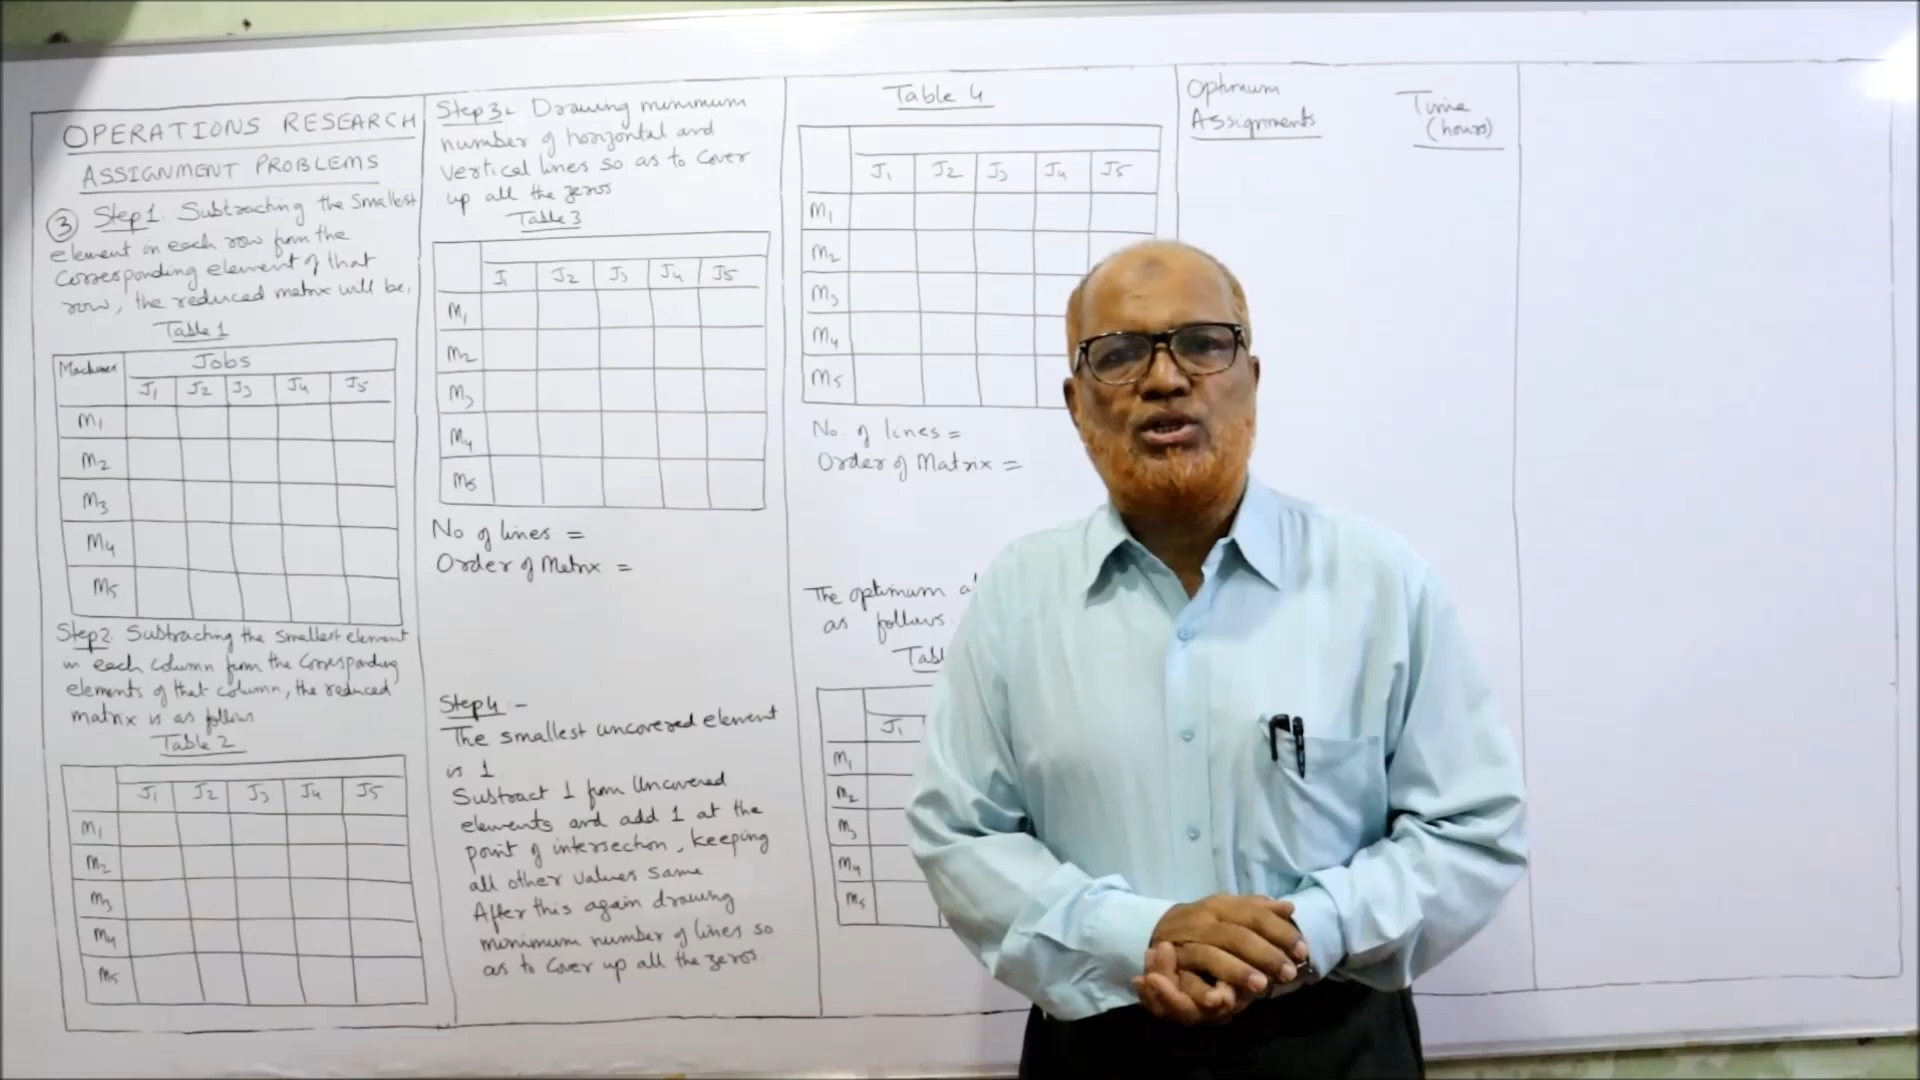 OPERATIONS RESEARCH
ASSIGNMENT PROBLEMS
③ Step 1. Subtracting the Smallest
element in each row from the
Corresponding element of that
row, the reduced matrix will be,
Table 1
Machines Jobs
J1 J2 J3 J4 J5
M1
M2
M3
M4
M5
Step 2. Subtracting the smallest element
in each column from the Corresponding
elements of that column, the reduced
matrix is as follows
Table 2
J1 J2 J3 J4 J5
M1
M2
M3
M4
M5
Step 3:- Drawing minimum
number of horizontal and
vertical lines so as to cover
up all the zeros
Table 3
J1 J2 J3 J4 J5
M1
M2
M3
M4
M5
No of lines =
Order of Matrix =
Step 4 :-
The smallest uncovered element
is 1.
Subtract 1 from Uncovered
elements and add 1 at the
point of intersection, keeping
all other values same.
After this again drawing
minimum number of lines so
as to cover up all the zeros.
Table 4
J1 J2 J3 J4 J5
M1
M2
M3
M4
M5
No. of lines =
Order of Matrix =
The optimum
as follows.
J1
M1
M2
M3
M4
M5
Optimum
Assignments
Time
(hours)